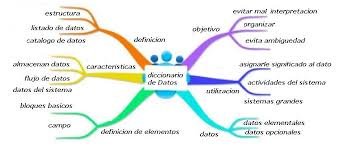 estructura
listado de datos
catalogo de datos
definicion
almacenan datos
flujo de datos
datos del sistema
características
bloques basicos
campo
definicion de elementos
diccionario
de Datos
evitar mal interpretacion
organizar
evita ambiguedad
objetivo
asignarle significado al dato
actividades del sistema
sistemas grandes
utilizacion
datos elementales
datos opcionales
datos